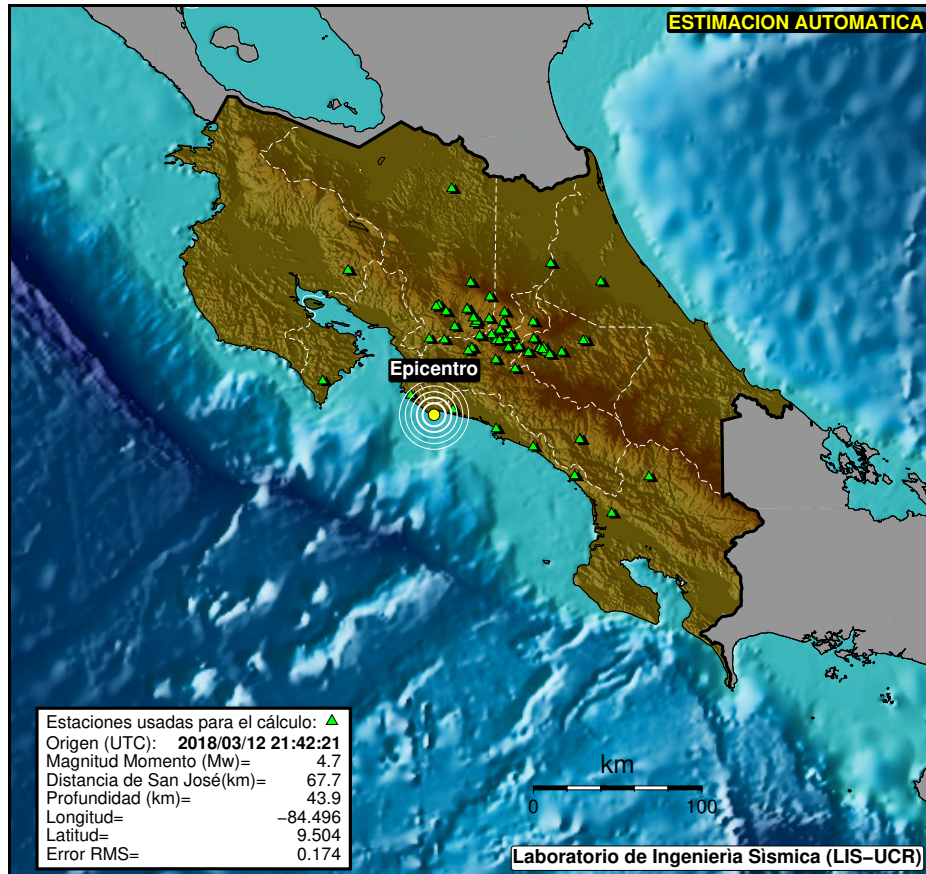 ESTIMACION AUTOMATICA
Epicentro
Estaciones usadas para el cálculo:
Origen (UTC): 2018/03/12 21:42:21
Magnitud Momento (Mw)= 4.7
Distancia de San José(km)= 67.7
Profundidad (km)= 43.9
Longitud= −84.496
Latitud= 9.504
Error RMS= 0.174
km
0 100
Laboratorio de Ingenierìa Sìsmica (LIS−UCR)